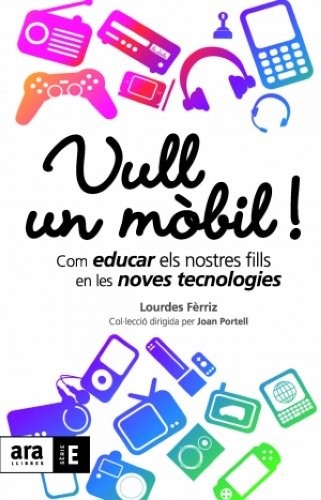 Vull
un mòbil!
Com educar els nostres fills
en les noves tecnologies
Lourdes Fèrriz
Col·lecció dirigida per Joan Portell
ara
LLIBRES
SÈRIE
E